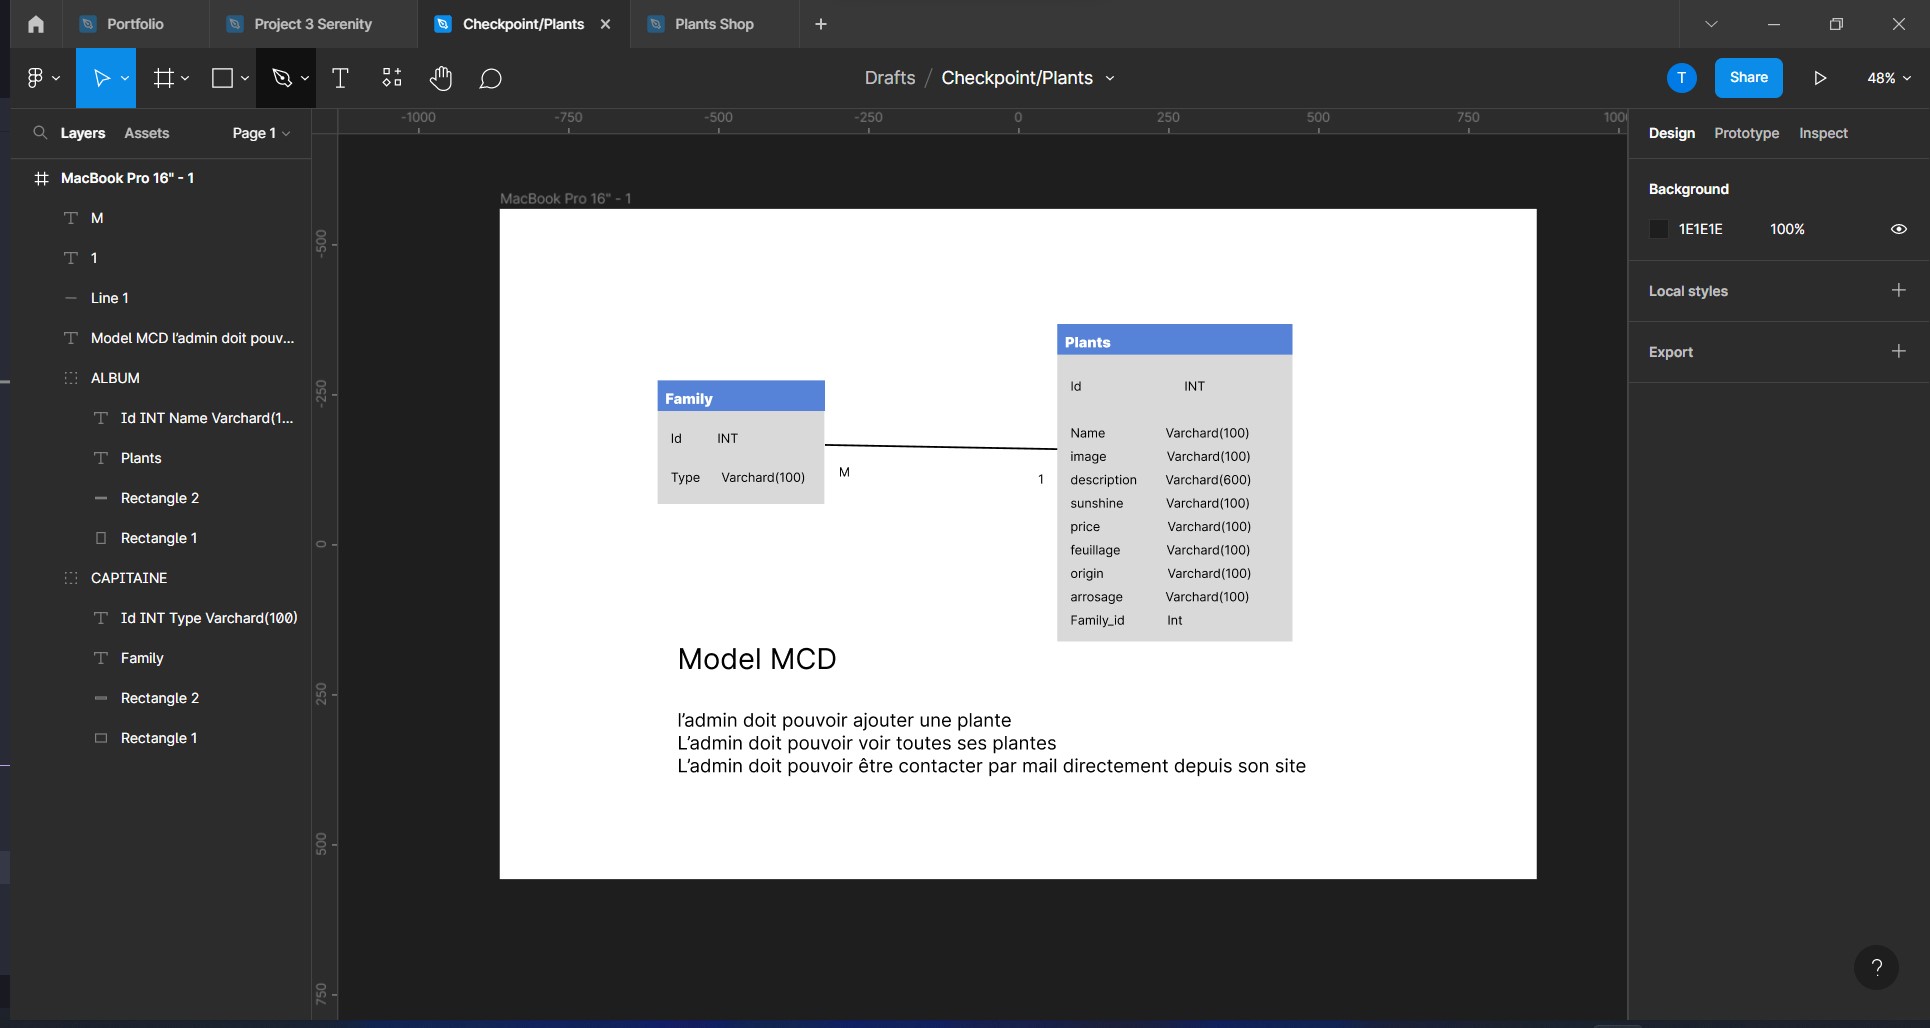 Portfolio
Project 3 Serenity
Checkpoint/Plants
Plants Shop
Drafts / Checkpoint/Plants
T
Share
48%
Layers
Assets
Page 1
MacBook Pro 16" - 1
M
1
Line 1
Model MCD l'admin doit pouv...
ALBUM
Id INT Name Varchard(1...
Plants
Rectangle 2
Rectangle 1
CAPITAINE
Id INT Type Varchard(100)
Family
Rectangle 2
Rectangle 1
-1000 -750 -500 -250 0 250 500 750 100
-500
-250
0
250
500
750
MacBook Pro 16" - 1
Family
Id INT
Type Varchard(100)
M
1
Plants
Id INT
Name Varchard(100)
image Varchard(100)
description Varchard(600)
sunshine Varchard(100)
price Varchard(100)
feuillage Varchard(100)
origin Varchard(100)
arrosage Varchard(100)
Family_id Int
Model MCD
l'admin doit pouvoir ajouter une plante
L'admin doit pouvoir voir toutes ses plantes
L'admin doit pouvoir être contacter par mail directement depuis son site
Design
Prototype
Inspect
Background
1E1E1E 100%
Local styles
Export
?